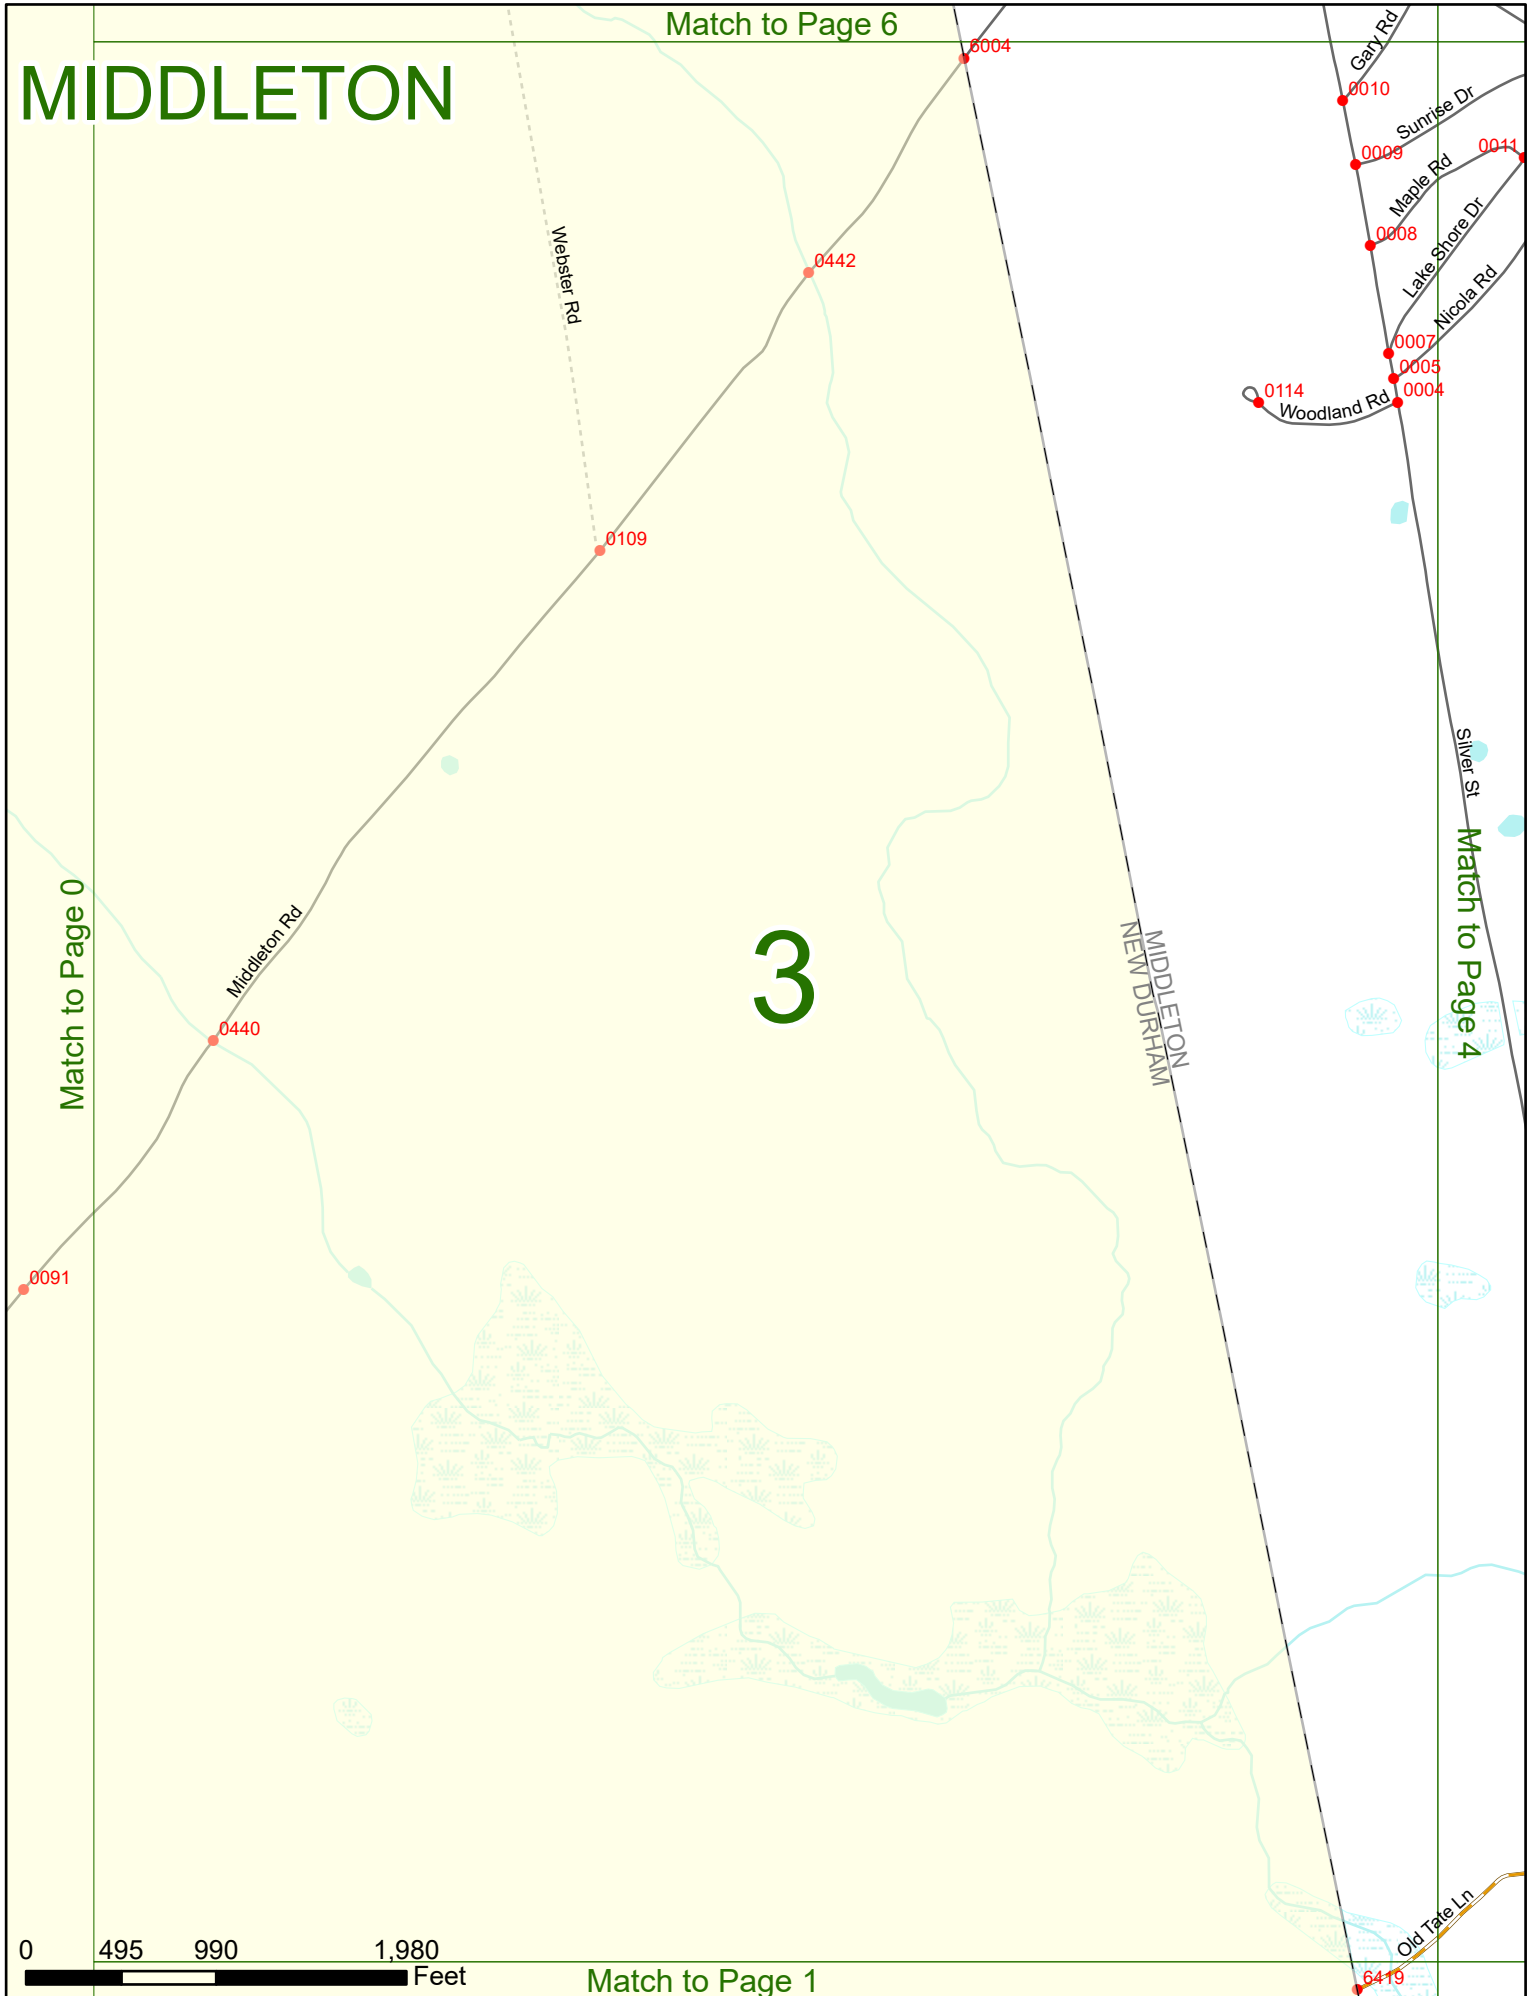 Match to Page 6
MIDDLETON
6004
Gary Rd
0010
Sunrise Dr
0009
0011
Maple Rd
0008
Lake Shore Dr
Nicola Rd
Webster Rd
0442
0007
0005
0114
Woodland Rd
0004
0109
Silver St
Match to Page 4
Match to Page 0
Middleton Rd
3
MIDDLETON
NEW DURHAM
0440
0091
Old Tate Ln
0 495 990 1,980
Feet
Match to Page 1
6419